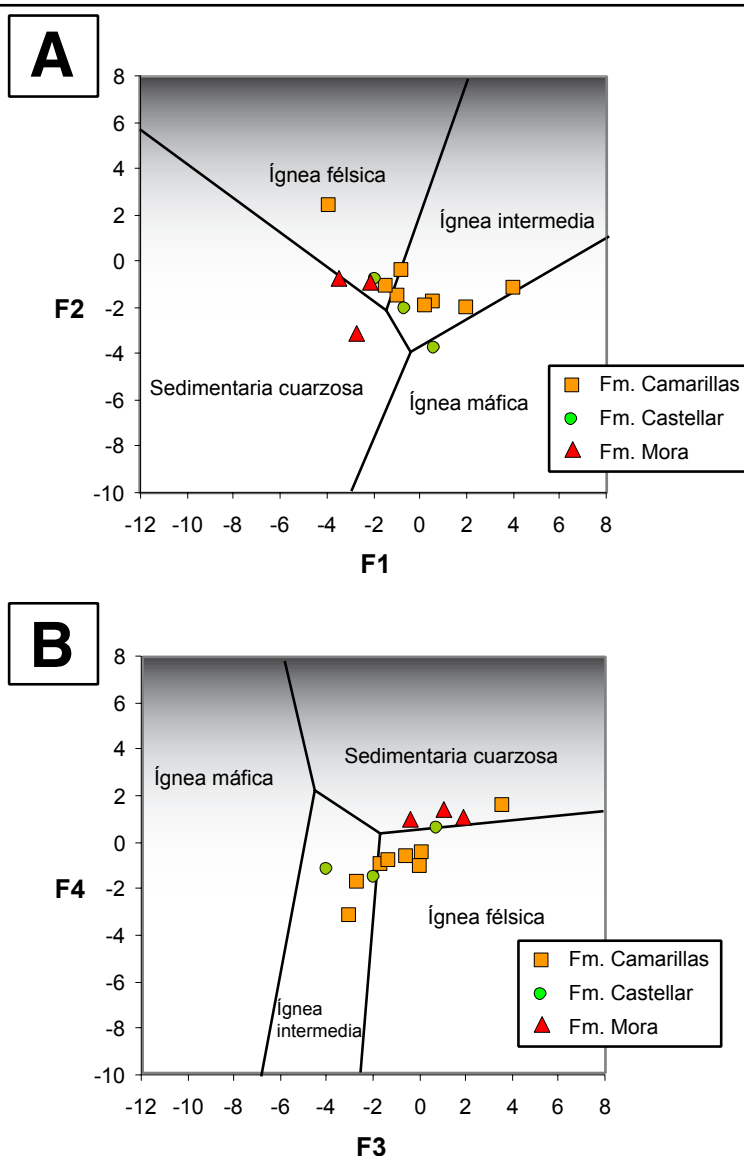 A
8
6
4
2
0
-2
-4
-6
-8
-10
F2
Ígnea félsica
Ígnea intermedia
Sedimentaria cuarzosa
Ígnea máfica
Fm. Camarillas
Fm. Castellar
Fm. Mora
-12 -10 -8 -6 -4 -2 0 2 4 6 8
F1
B
8
6
4
2
0
-2
-4
-6
-8
-10
F4
Sedimentaria cuarzosa
Ígnea máfica
Ígnea félsica
Ígnea
intermedia
Fm. Camarillas
Fm. Castellar
Fm. Mora
-12 -10 -8 -6 -4 -2 0 2 4 6 8
F3